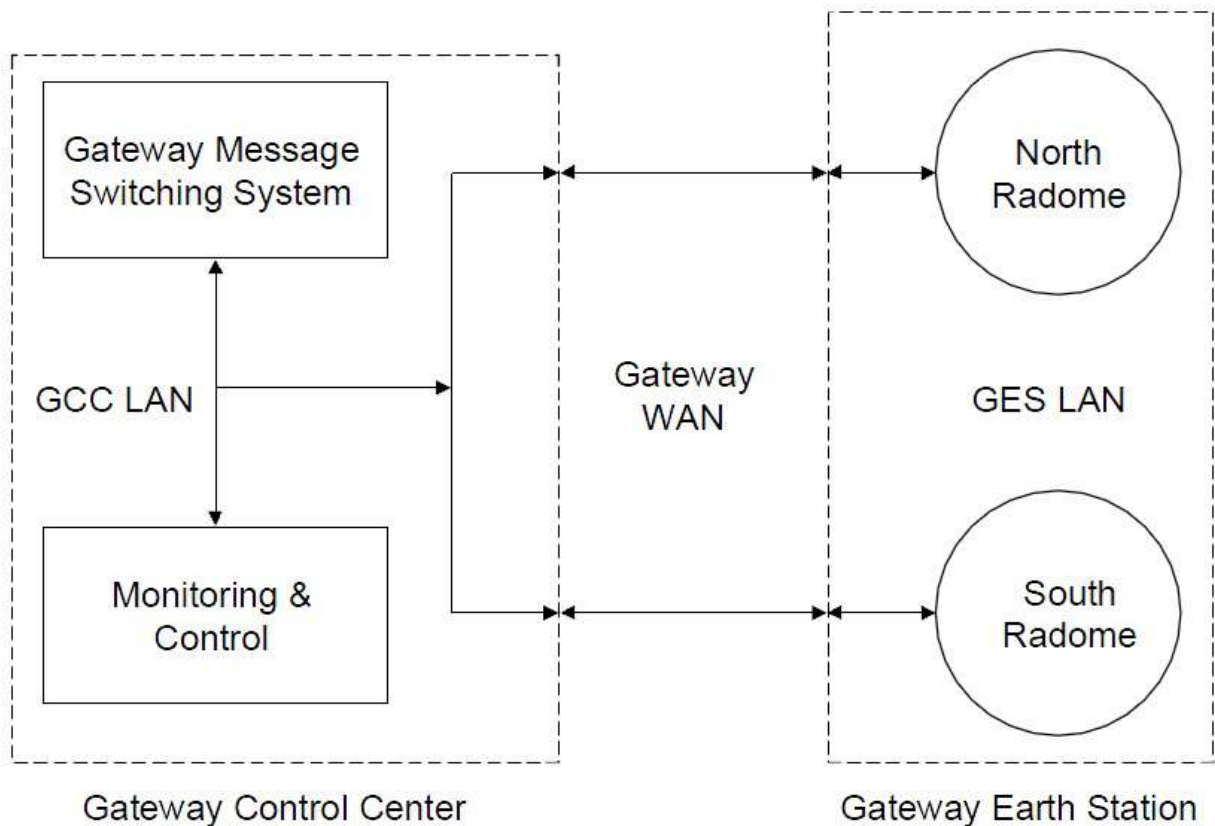 Gateway Message
Switching System
GCC LAN
Monitoring &
Control
Gateway
WAN
North
Radome
GES LAN
South
Radome
Gateway Control Center
Gateway Earth Station